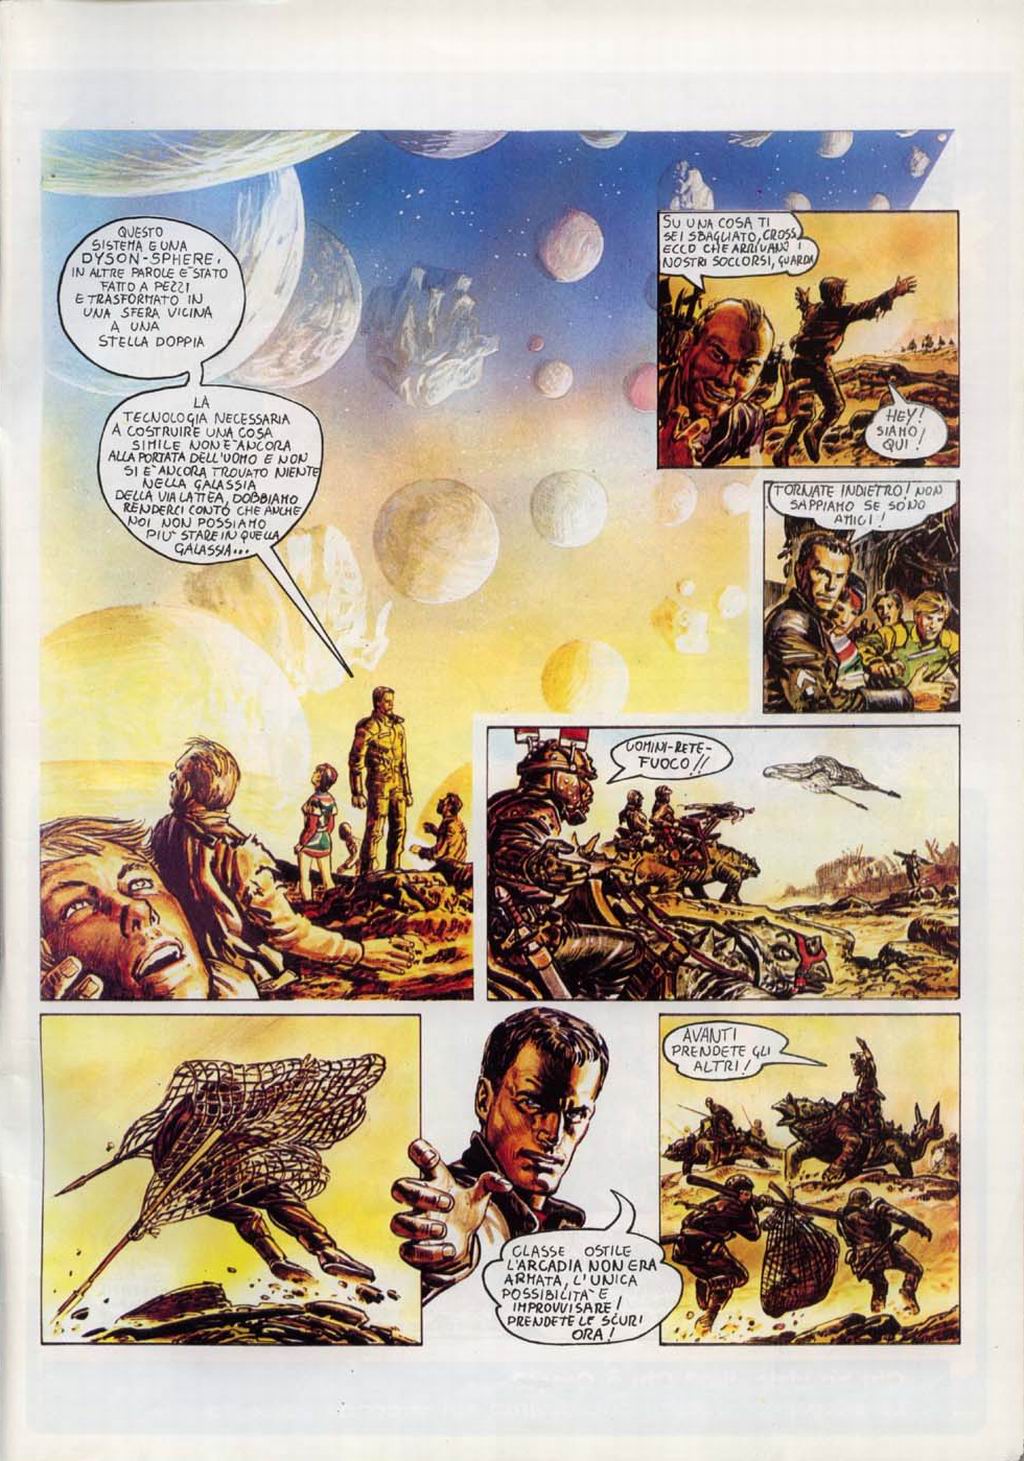 QUESTO
SISTEMA E UNA
DYSON-SPHERE,
IN ALTRE PAROLE E' STATO
FATTO A PEZZI
E TRASFORMATO IN
UNA SFERA VICINA
A UNA
STELLA DOPPIA
LÀ
TECNOLOGIA NECESSARIA
A COSTRUIRE UNA COSA
SIMILE NON E' ANCORA
ALLA PORTATA DELL'UOMO E NON
SI E' ANCORA TROVATO NIENTE
NELLA GALASSIA
DELLA VIA LATTEA, DOBBIAMO
RENDERCI CONTO CHE ANCHE
NOI NON POSSIAMO
PIU' STARE IN QUELLA
GALASSIA...
SU UNA COSA TI
SEI SBAGLIATO, CROSS,
ECCO CHE ARRIVANO I
NOSTRI SOCCORSI, GUARDA
HEY!
SIAMO
QUI!
TORNATE INDIETRO! NON
SAPPIAMO SE SONO
AMICI!
UOMINI-RETE-
FUOCO!!
CLASSE OSTILE
L'ARCADIA NON ERA
ARMATA, L'UNICA
POSSIBILITA' E
IMPROVVISARE!
PRENDETE LE SCURI
ORA!
AVANTI
PRENDETE GLI
ALTRI!